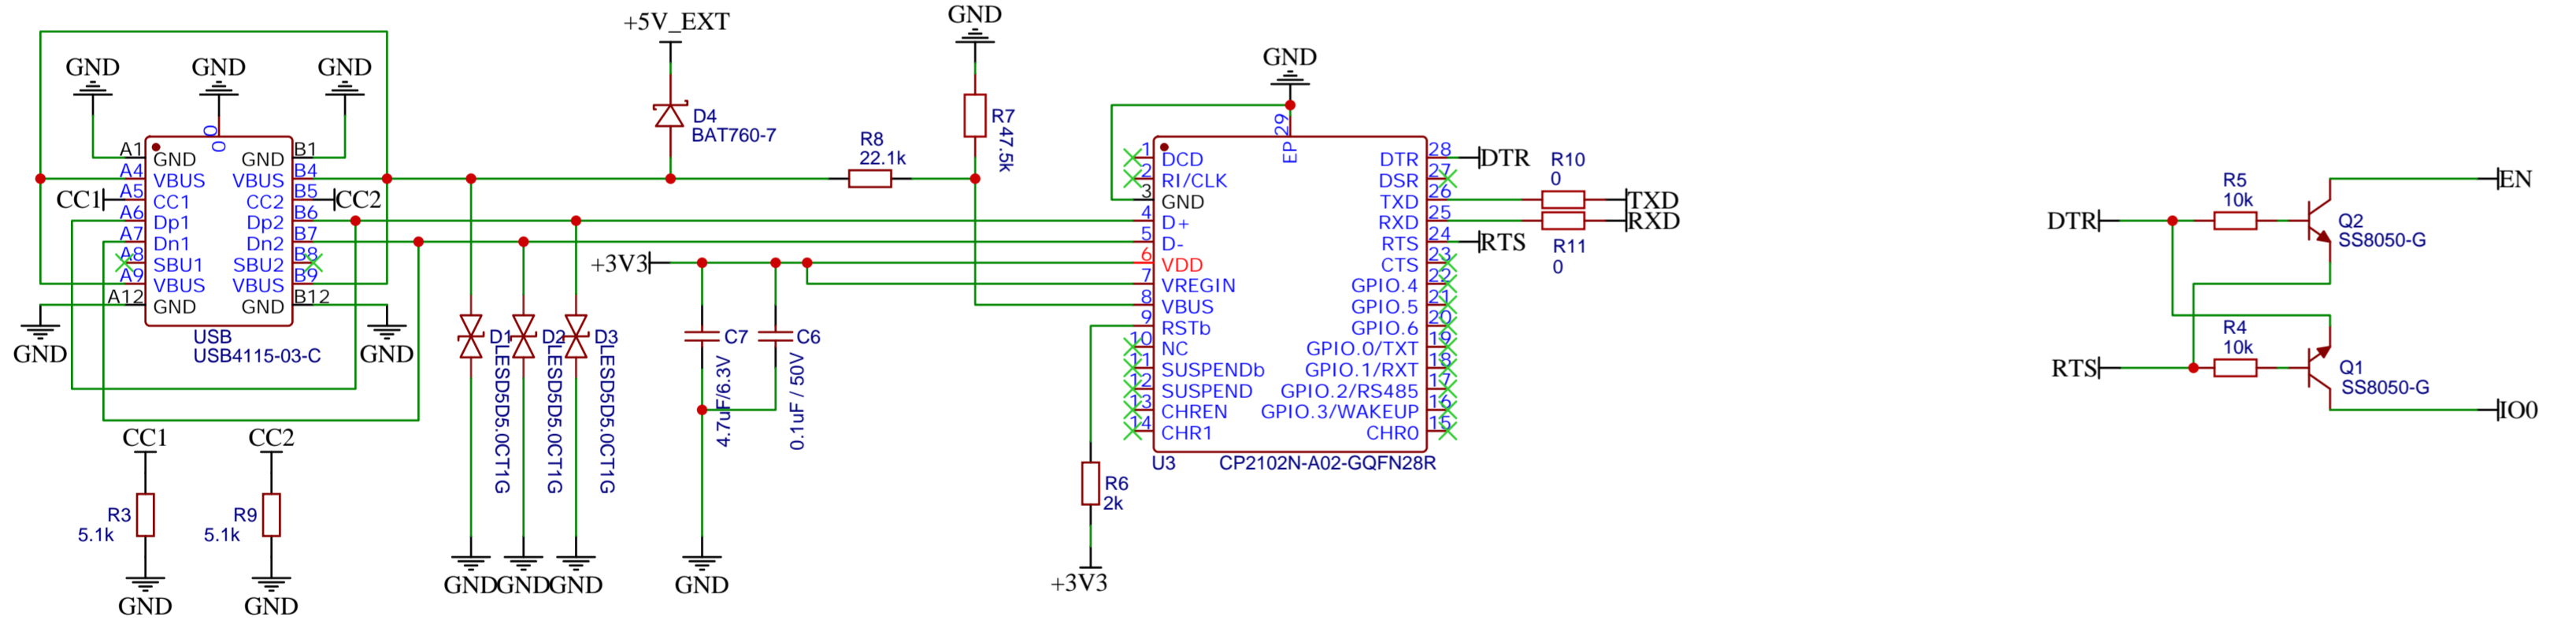 +5V_EXT
GND
GND
GND
GND
GND
D4
BAT760-7
R7
47.5k
R8
22.1k
0
0
A1
A4
A5
A6
A7
A8
A9
A12
GND
VBUS
CC1
Dp1
Dn1
SBU1
VBUS
GND
GND
VBUS
CC2
Dp2
Dn2
SBU2
VBUS
GND
B1
B4
B5
B6
B7
B8
B9
B12
CC1
CC2
USB
USB4115-03-C
GND
GND
CC1
CC2
R3
5.1k
R9
5.1k
GND
GND
D1
LESD5D5.0CT1G
D2
LESD5D5.0CT1G
D3
LESD5D5.0CT1G
GND
GND
GND
+3V3
C7
4.7uF/6.3V
C6
0.1uF / 50V
GND
R6
2k
+3V3
EP
29
1
2
3
4
5
6
7
8
9
10
11
12
13
14
DCD
RI/CLK
GND
D+
D-
VDD
VREGIN
VBUS
RSTb
NC
SUSPENDb
SUSPEND
CHREN
CHR1
DTR
DSR
TXD
RXD
RTS
CTS
GPIO.4
GPIO.5
GPIO.6
GPIO.0/TXT
GPIO.1/RXT
GPIO.2/RS485
GPIO.3/WAKEUP
CHR0
28
27
26
25
24
23
22
21
20
19
18
17
16
15
U3
CP2102N-A02-GQFN28R
DTR
R10
0
TXD
RXD
RTS
R11
0
DTR
R5
10k
Q2
SS8050-G
EN
RTS
R4
10k
Q1
SS8050-G
IO0